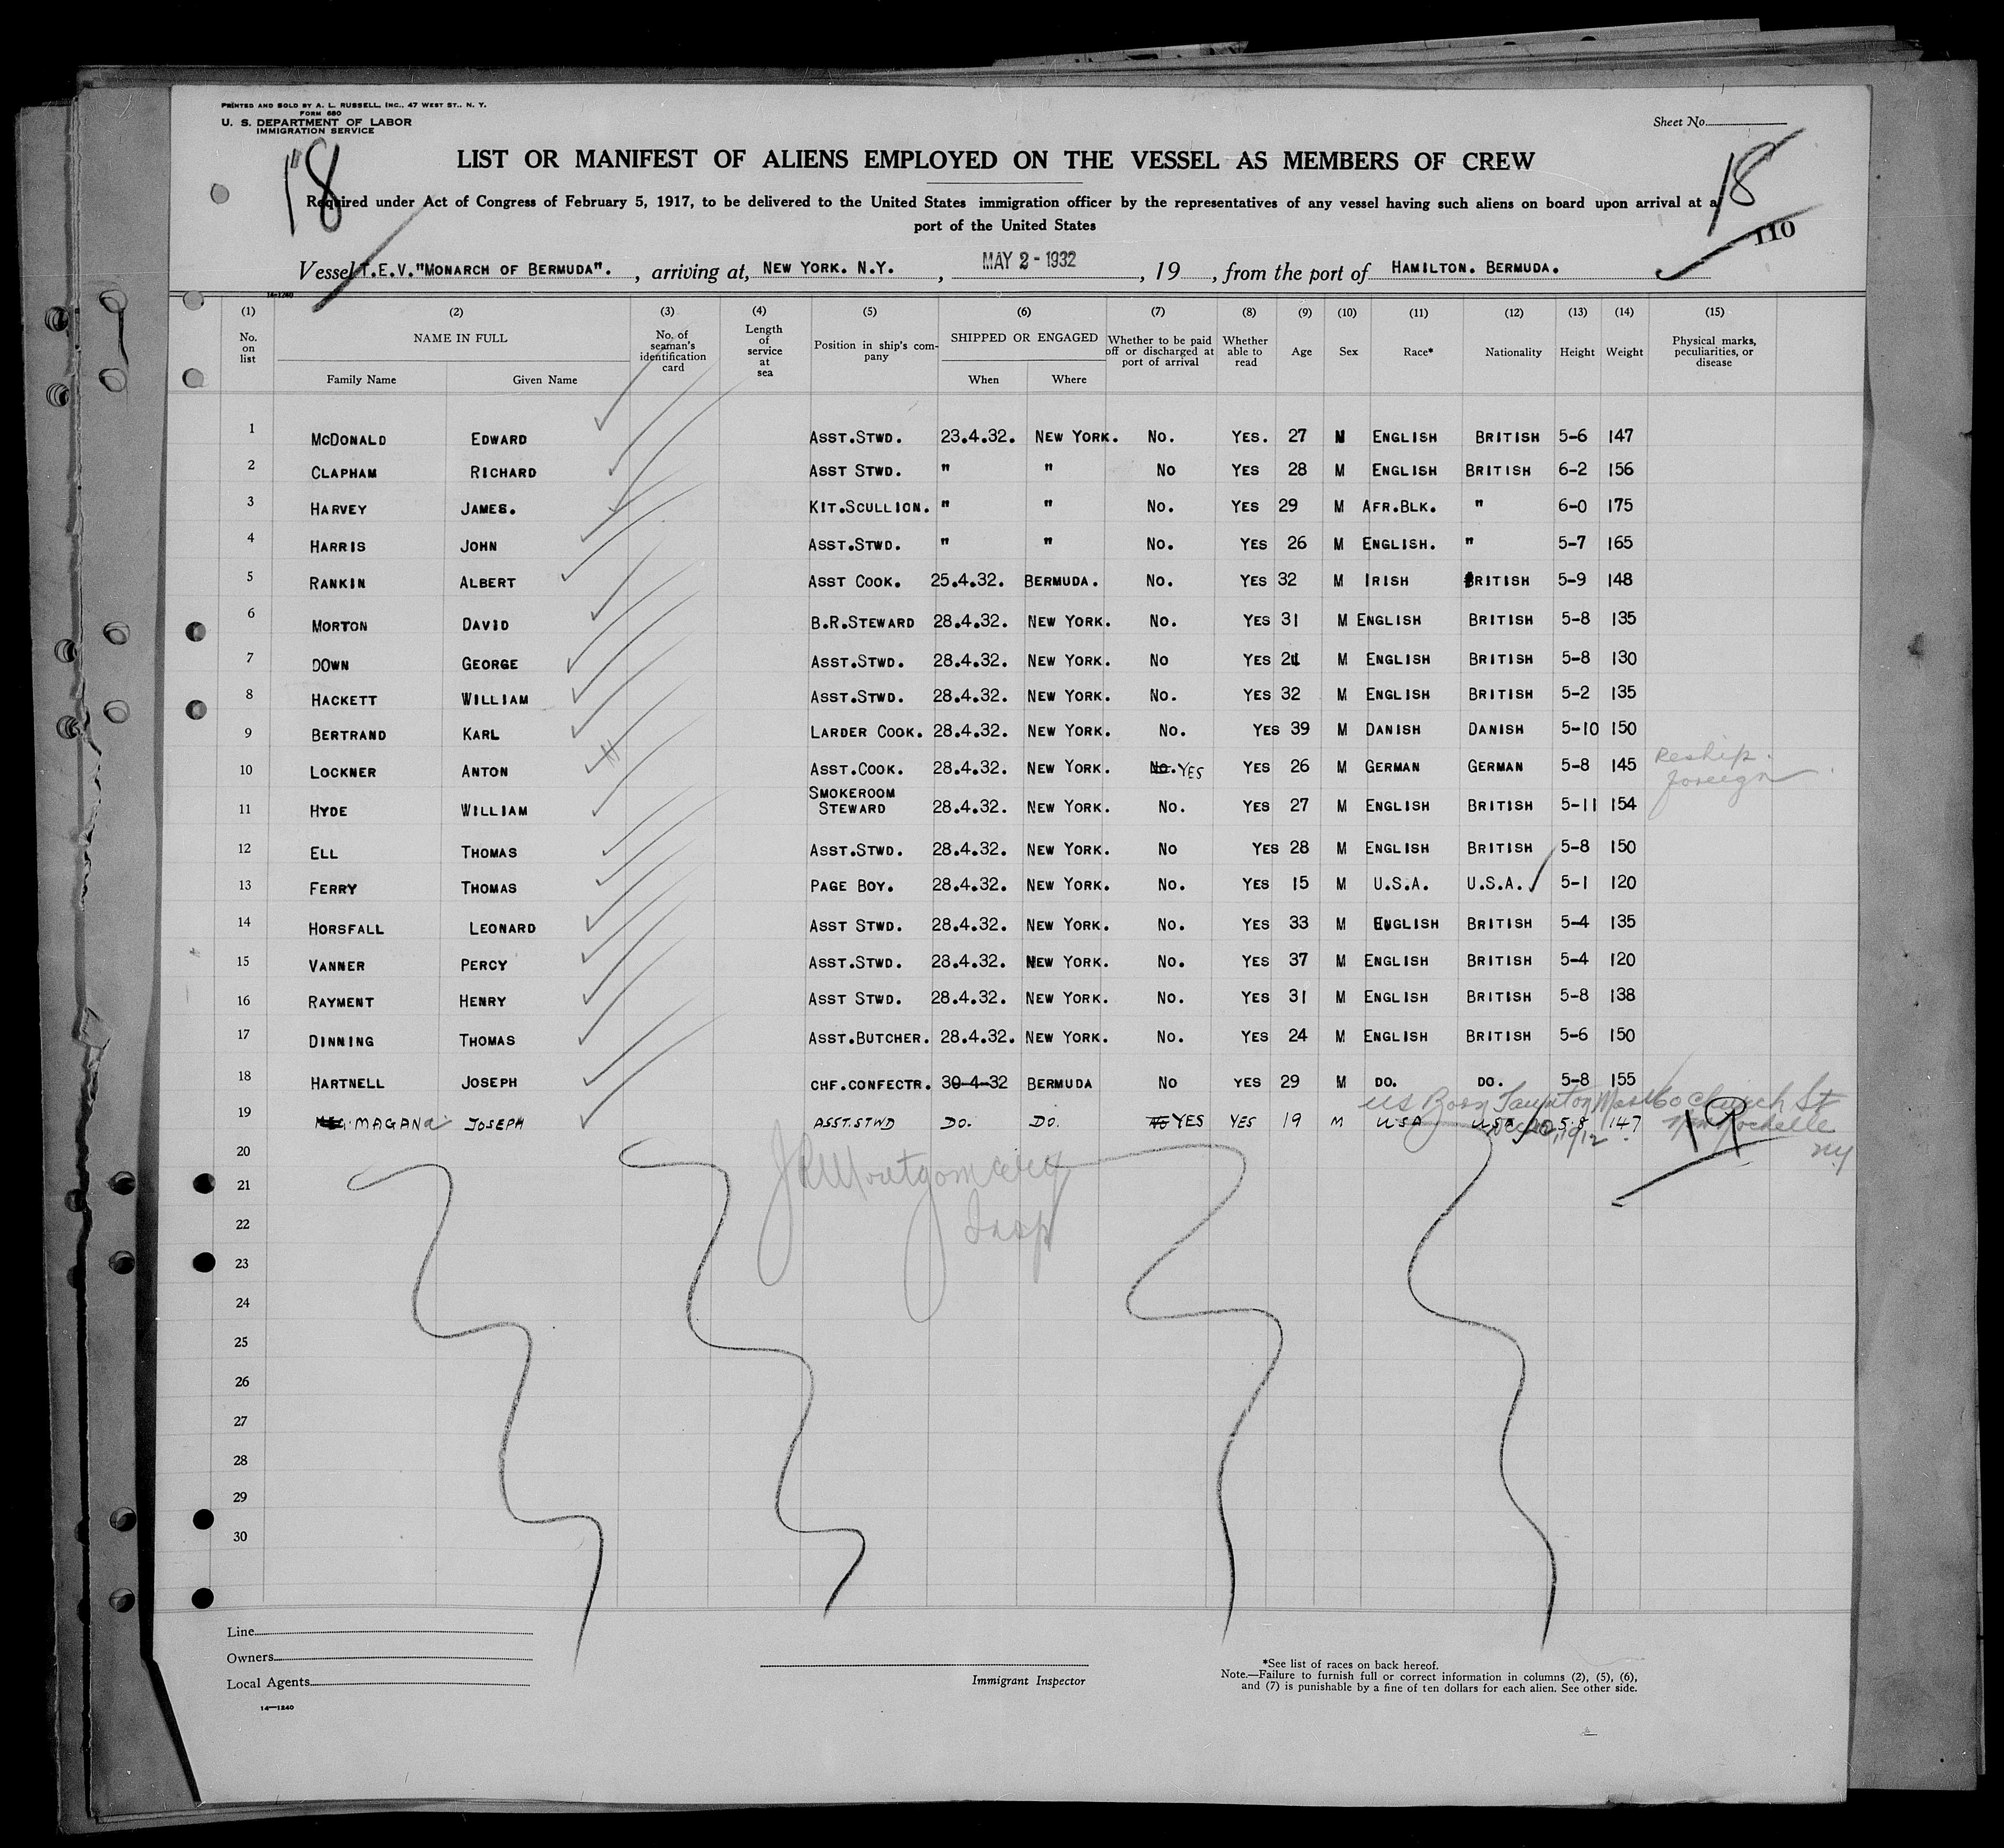 PRINTED AND SOLD BY A. L. RUSSELL, INC., 47 WEST ST., N. Y.
FORM 680
U. S. DEPARTMENT OF LABOR
IMMIGRATION SERVICE
Sheet No.
18
18
LIST OR MANIFEST OF ALIENS EMPLOYED ON THE VESSEL AS MEMBERS OF CREW
Required under Act of Congress of February 5, 1917, to be delivered to the United States immigration officer by the representatives of any vessel having such aliens on board upon arrival at a
port of the United States
110
Vessel T.E.V."MONARCH OF BERMUDA"., arriving at, NEW YORK. N.Y., MAY 2 - 1932, 19, from the port of HAMILTON. BERMUDA.
14-1240
(1) (2) (3) (4) (5) (6) (7) (8) (9) (10) (11) (12) (13) (14) (15)
No. on list NAME IN FULL No. of seaman's identification card Length of service at sea Position in ship's company SHIPPED OR ENGAGED Whether to be paid off or discharged at port of arrival Whether able to read Age Sex Race* Nationality Height Weight Physical marks, peculiarities, or disease
Family Name Given Name When Where
1 McDONALD EDWARD ASST.STWD. 23.4.32. NEW YORK. No. YES. 27 M ENGLISH BRITISH 5-6 147
2 CLAPHAM RICHARD ASST STWD. " " No YES 28 M ENGLISH BRITISH 6-2 156
3 HARVEY JAMES. KIT.SCULLION. " " No. YES 29 M AFR.BLK. " 6-0 175
4 HARRIS JOHN ASST.STWD. " " No. YES 26 M ENGLISH. " 5-7 165
5 RANKIN ALBERT ASST COOK. 25.4.32. BERMUDA. No. YES 32 M IRISH BRITISH 5-9 148
6 MORTON DAVID B.R.STEWARD 28.4.32. NEW YORK. No. YES 31 M ENGLISH BRITISH 5-8 135
7 DOWN GEORGE ASST.STWD. 28.4.32. NEW YORK. No YES 24 M ENGLISH BRITISH 5-8 130
8 HACKETT WILLIAM ASST.STWD. 28.4.32. NEW YORK. No. YES 32 M ENGLISH BRITISH 5-2 135
9 BERTRAND KARL LARDER COOK. 28.4.32. NEW YORK. No. YES 39 M DANISH DANISH 5-10 150
10 LOCKNER ANTON ASST.COOK. 28.4.32. NEW YORK. No. YES YES 26 M GERMAN GERMAN 5-8 145 Reship. foreign
11 HYDE WILLIAM SMOKEROOM STEWARD 28.4.32. NEW YORK. No. YES 27 M ENGLISH BRITISH 5-11 154
12 ELL THOMAS ASST.STWD. 28.4.32. NEW YORK. No YES 28 M ENGLISH BRITISH 5-8 150
13 FERRY THOMAS PAGE BOY. 28.4.32. NEW YORK. No. YES 15 M U.S.A. U.S.A. 5-1 120
14 HORSFALL LEONARD ASST STWD. 28.4.32. NEW YORK. No. YES 33 M ENGLISH BRITISH 5-4 135
15 VANNER PERCY ASST.STWD. 28.4.32. NEW YORK. No. YES 37 M ENGLISH BRITISH 5-4 120
16 RAYMENT HENRY ASST STWD. 28.4.32. NEW YORK. No. YES 31 M ENGLISH BRITISH 5-8 138
17 DINNING THOMAS ASST.BUTCHER. 28.4.32. NEW YORK. No. YES 24 M ENGLISH BRITISH 5-6 150
18 HARTNELL JOSEPH CHF.CONFECTR. 30-4-32 BERMUDA No YES 29 M DO. DO. 5-8 155
US Born Taunton Mass 60 Church St
19 MAGANA JOSEPH ASST.STWD DO. DO. No YES YES 19 M USA USA 5-8 147 New Rochelle
1912 NY
1R
20
JR Montgomery
21
22
Insp
23
24
25
26
27
28
29
30
Line
Owners
Local Agents
14-1240
Immigrant Inspector
*See list of races on back hereof.
Note.—Failure to furnish full or correct information in columns (2), (5), (6),
and (7) is punishable by a fine of ten dollars for each alien. See other side.